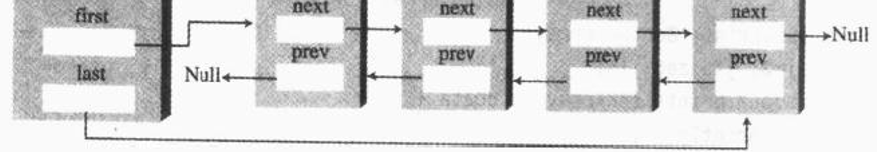 first
next next next next
Null
prev prev prev prev
last
Null